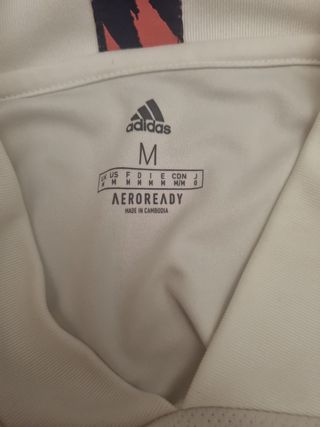 adidas
M
UK US F D I E CDN J
M M M M M M M/M O
AEROREADY
MADE IN CAMBODIA